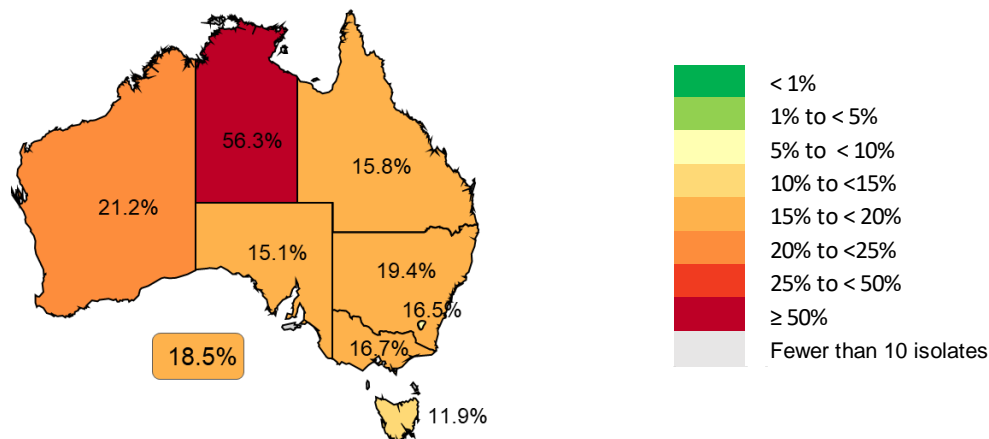 56.3%
15.8%
21.2%
15.1%
19.4%
16.5%
16.7%
18.5%
11.9%
< 1%
1% to < 5%
5% to < 10%
10% to <15%
15% to < 20%
20% to <25%
25% to < 50%
≥ 50%
Fewer than 10 isolates